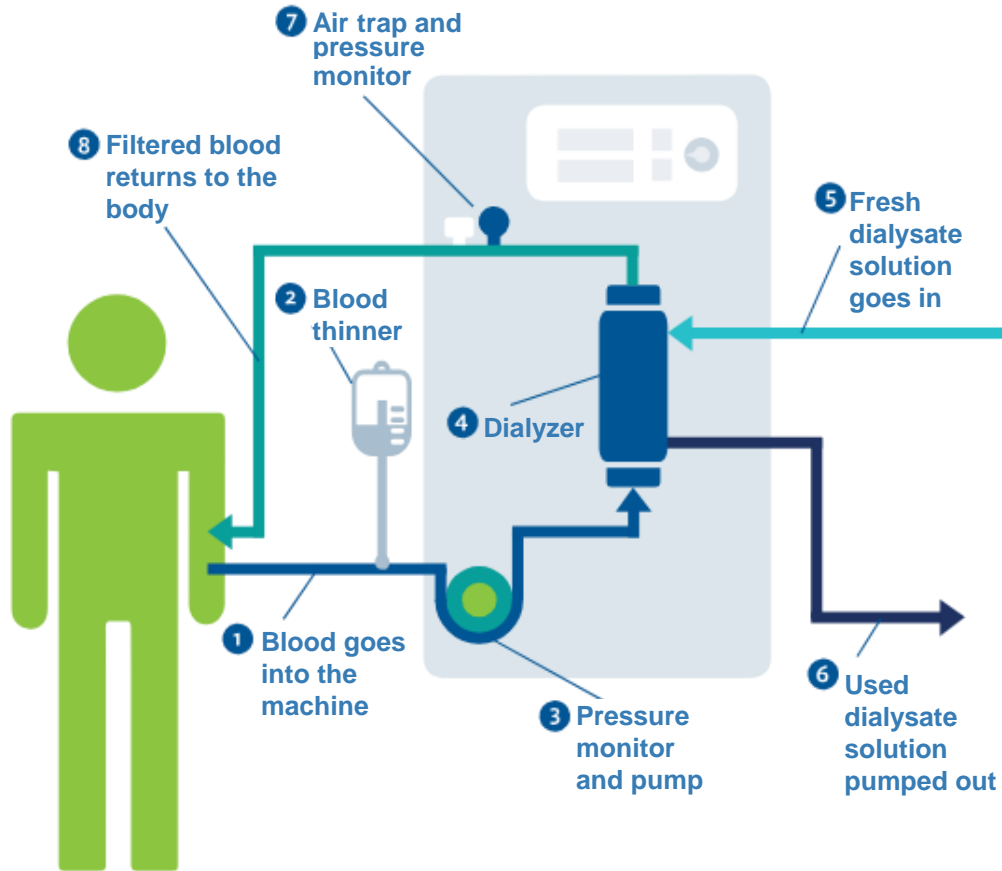 7 Air trap and
pressure
monitor
8 Filtered blood
returns to the
body
5 Fresh
dialysate
solution
goes in
2 Blood
thinner
4 Dialyzer
1 Blood goes
into the
machine
3 Pressure
monitor
and pump
6 Used
dialysate
solution
pumped out